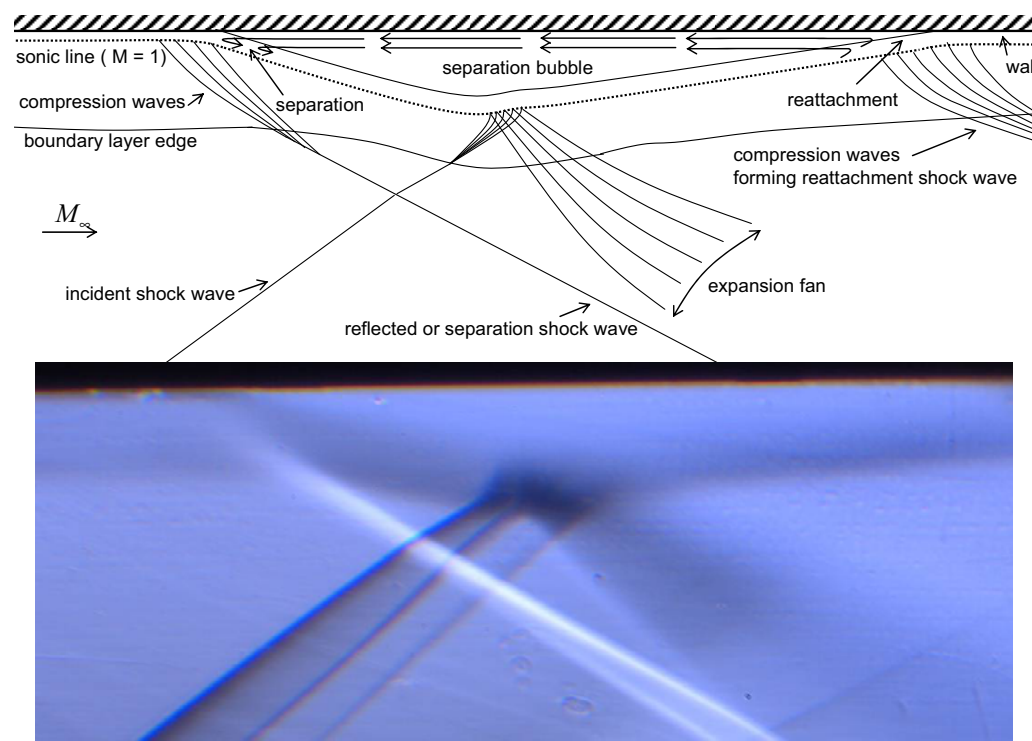 sonic line ( M = 1)
separation bubble
wal
compression waves
separation
reattachment
boundary layer edge
compression waves
forming reattachment shock wave
M∞
incident shock wave
expansion fan
reflected or separation shock wave